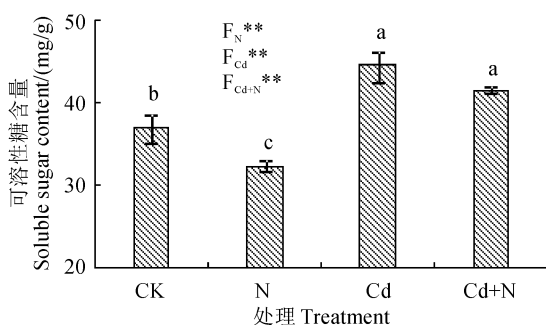 可溶性糖含量
Soluble sugar content/(mg/g)
50
40
30
20
F_N**
F_Cd**
F_Cd+N**
b
c
a
a
CK
N
Cd
Cd+N
处理 Treatment